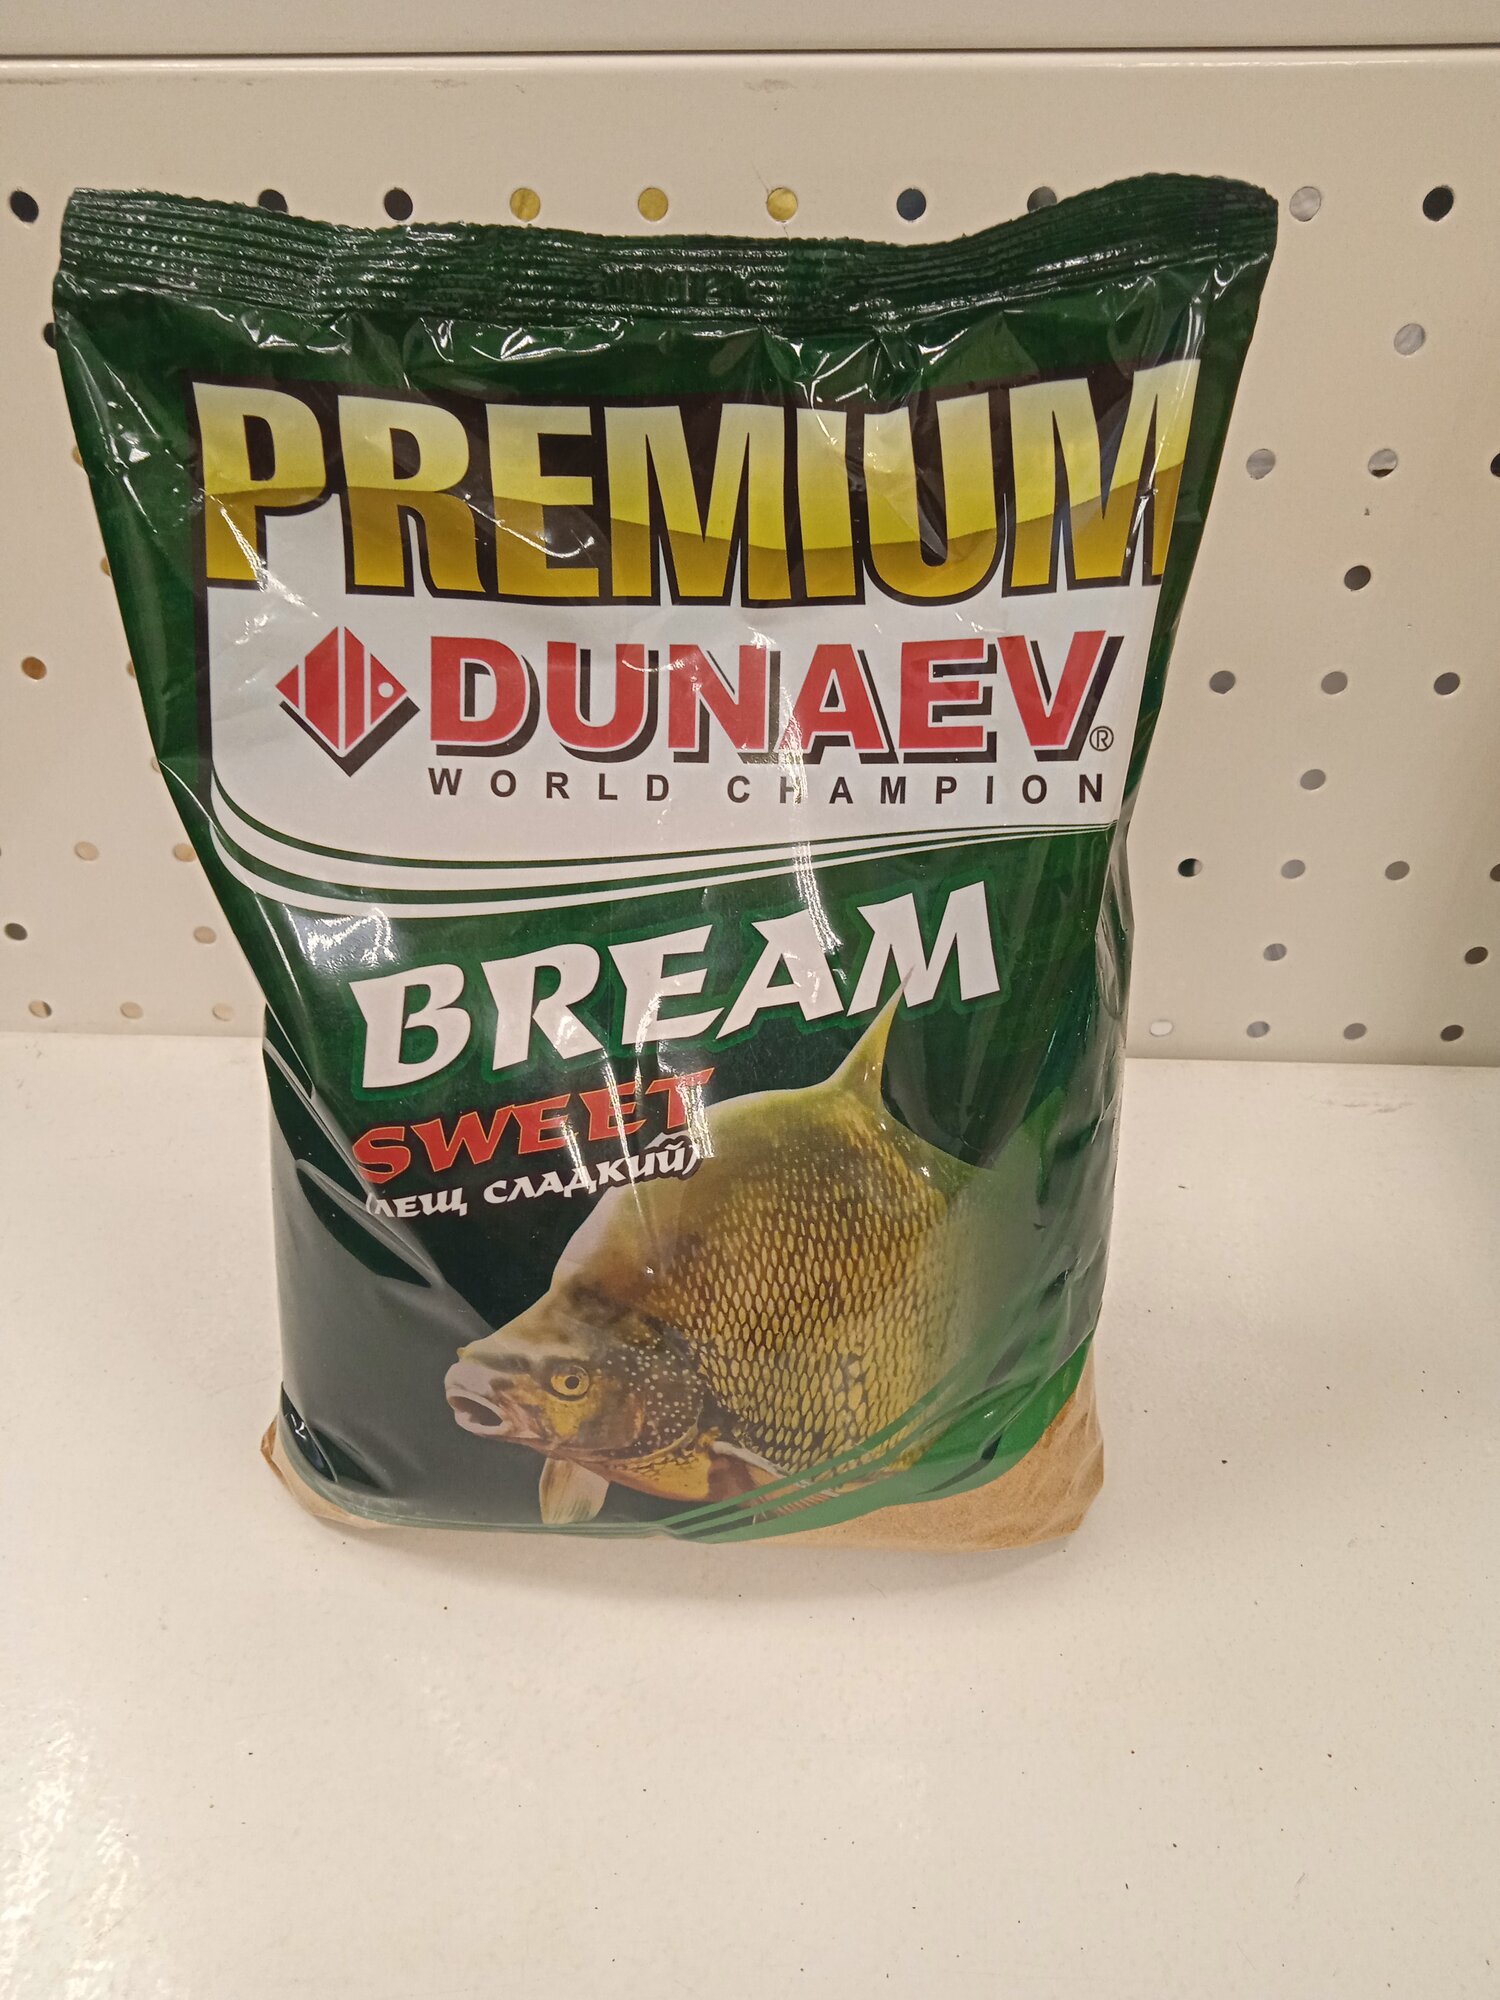 PREMIUM
DUNAEV®
WORLD CHAMPION
BREAM
SWEET
(ЛЕЩ СЛАДКИЙ)